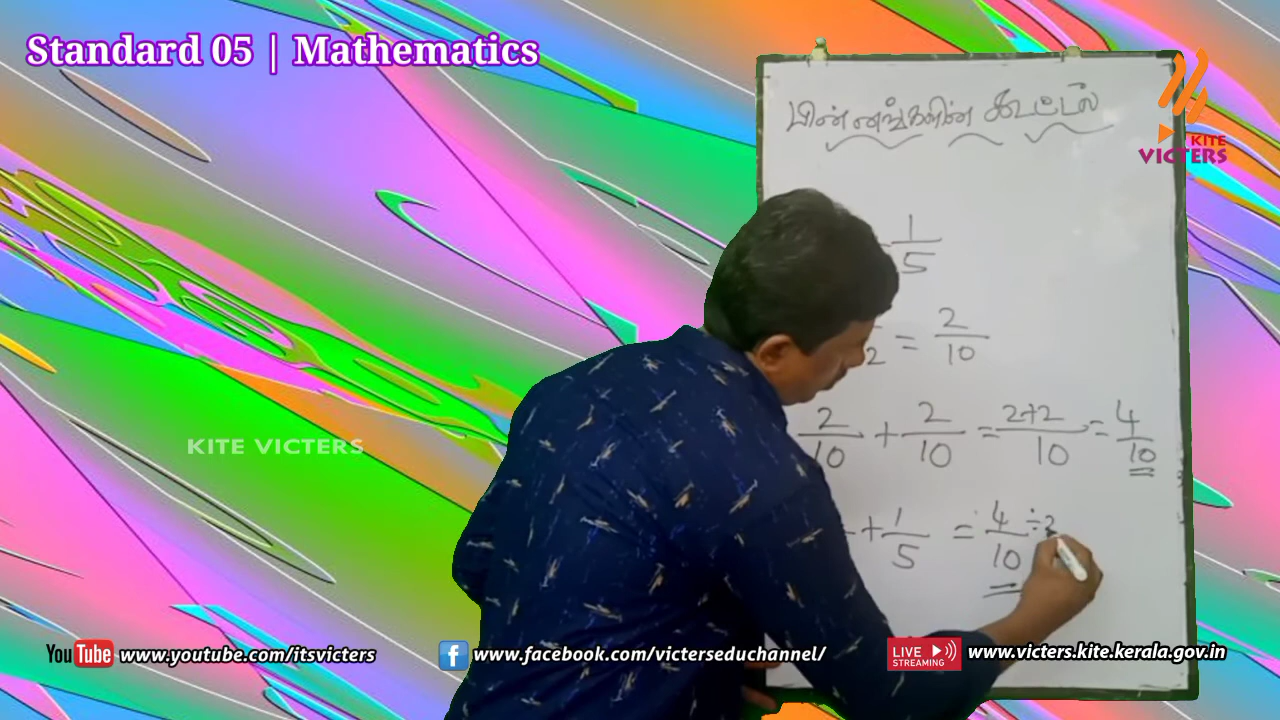 Standard 05 | Mathematics
பின்னங்களின் கூட்டல்
KITE
VICTERS
1/5
2 = 2/10
2/10 + 2/10 = 2+2/10 = 4/10
KITE VICTERS
+ 1/5 = 4/10 ÷2
YouTube www.youtube.com/itsvicters
f www.facebook.com/victerseduchannel/
LIVE STREAMING www.victers.kite.kerala.gov.in